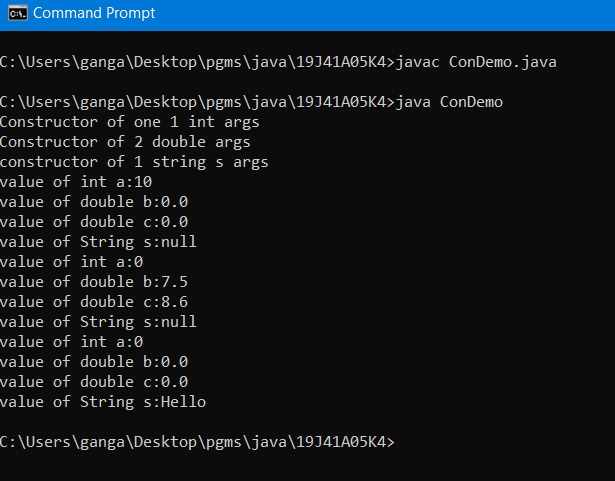 Command Prompt
C:\Users\ganga\Desktop\pgms\java\19J41A05K4>javac ConDemo.java
C:\Users\ganga\Desktop\pgms\java\19J41A05K4>java ConDemo
Constructor of one 1 int args
Constructor of 2 double args
constructor of 1 string s args
value of int a:10
value of double b:0.0
value of double c:0.0
value of String s:null
value of int a:0
value of double b:7.5
value of double c:8.6
value of String s:null
value of int a:0
value of double b:0.0
value of double c:0.0
value of String s:Hello
C:\Users\ganga\Desktop\pgms\java\19J41A05K4>